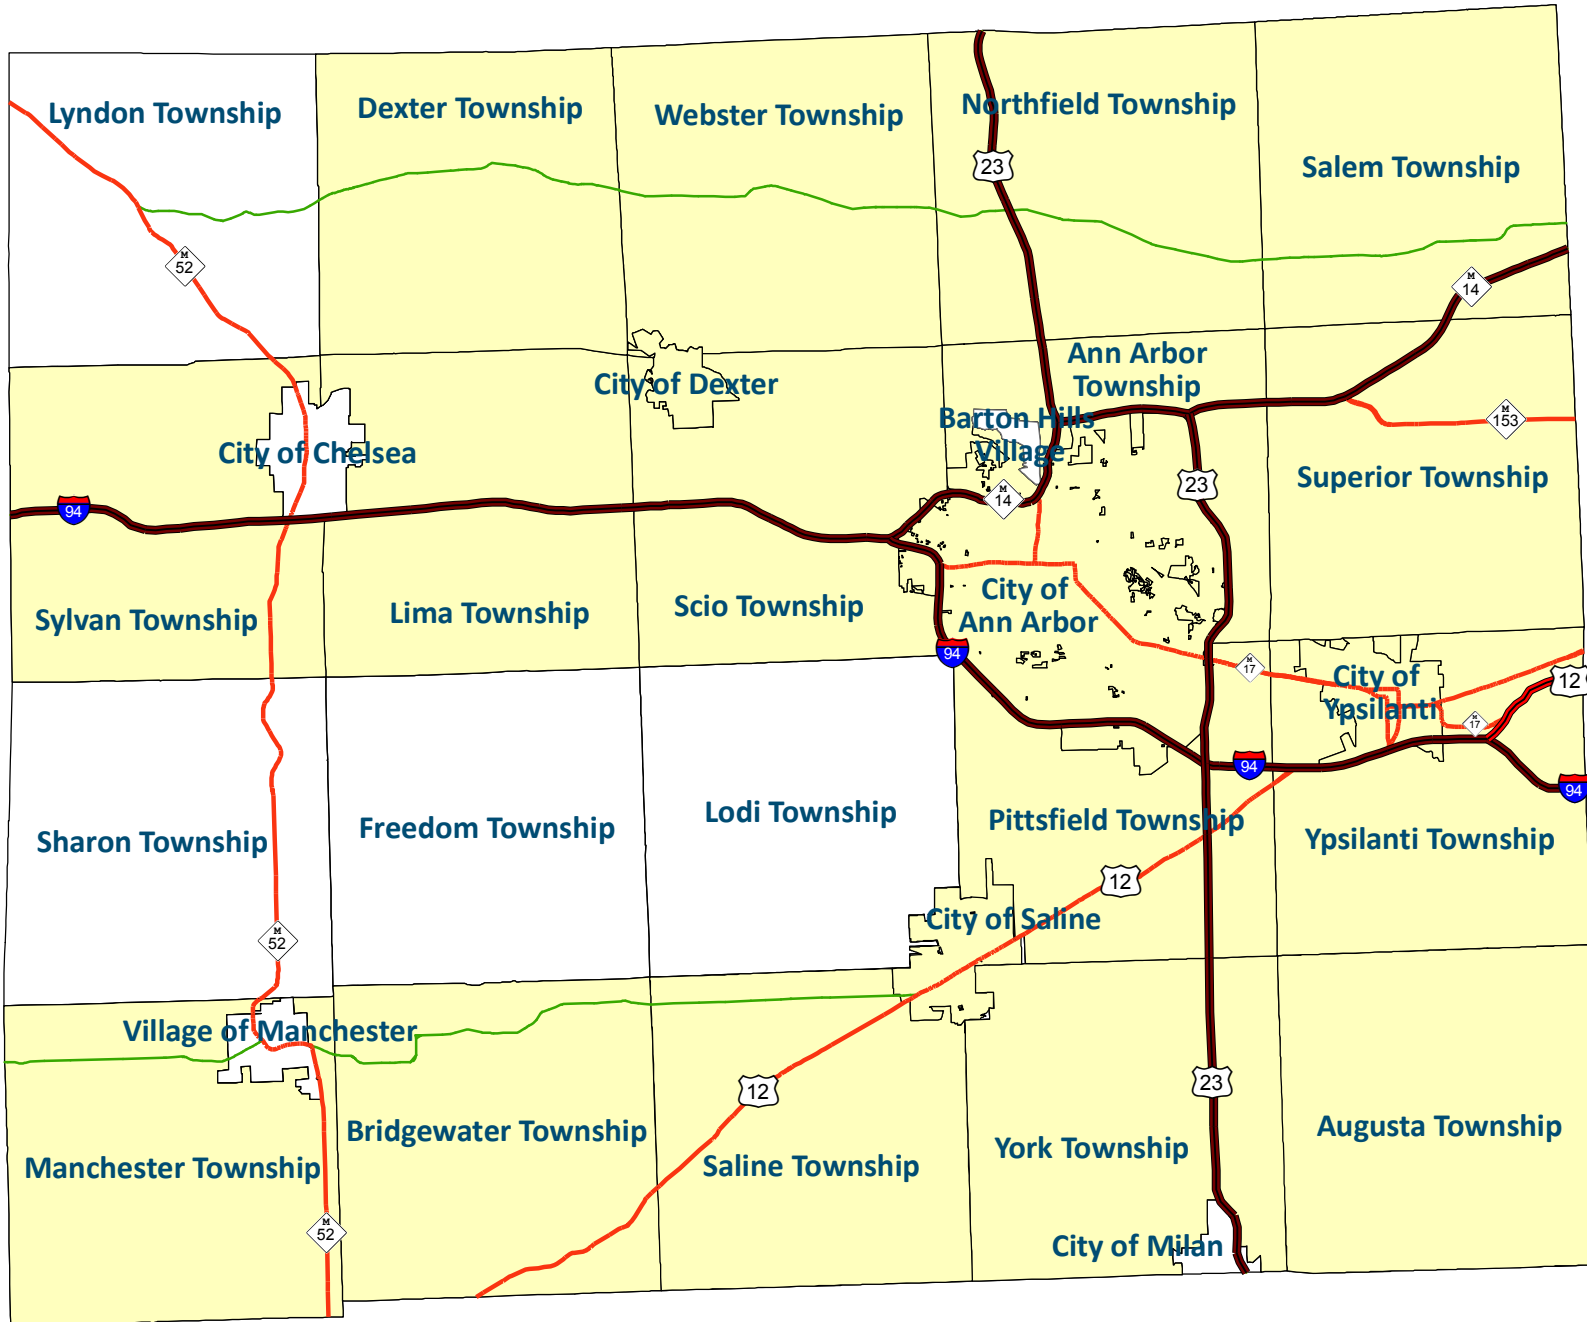 Lyndon Township
Dexter Township
Webster Township
Northfield Township
Salem Township
23
M
52
M
14
Ann Arbor
Township
City of Dexter
Barton Hills
Village
M
153
City of Chelsea
Superior Township
23
M
14
94
City of
Ann Arbor
Sylvan Township
Lima Township
Scio Township
94
M
17
City of
Ypsilanti
12
M
17
94
94
Sharon Township
Freedom Township
Lodi Township
Pittsfield Township
Ypsilanti Township
12
City of Saline
M
52
Village of Manchester
12
23
Bridgewater Township
Augusta Township
Manchester Township
Saline Township
York Township
M
52
City of Milan